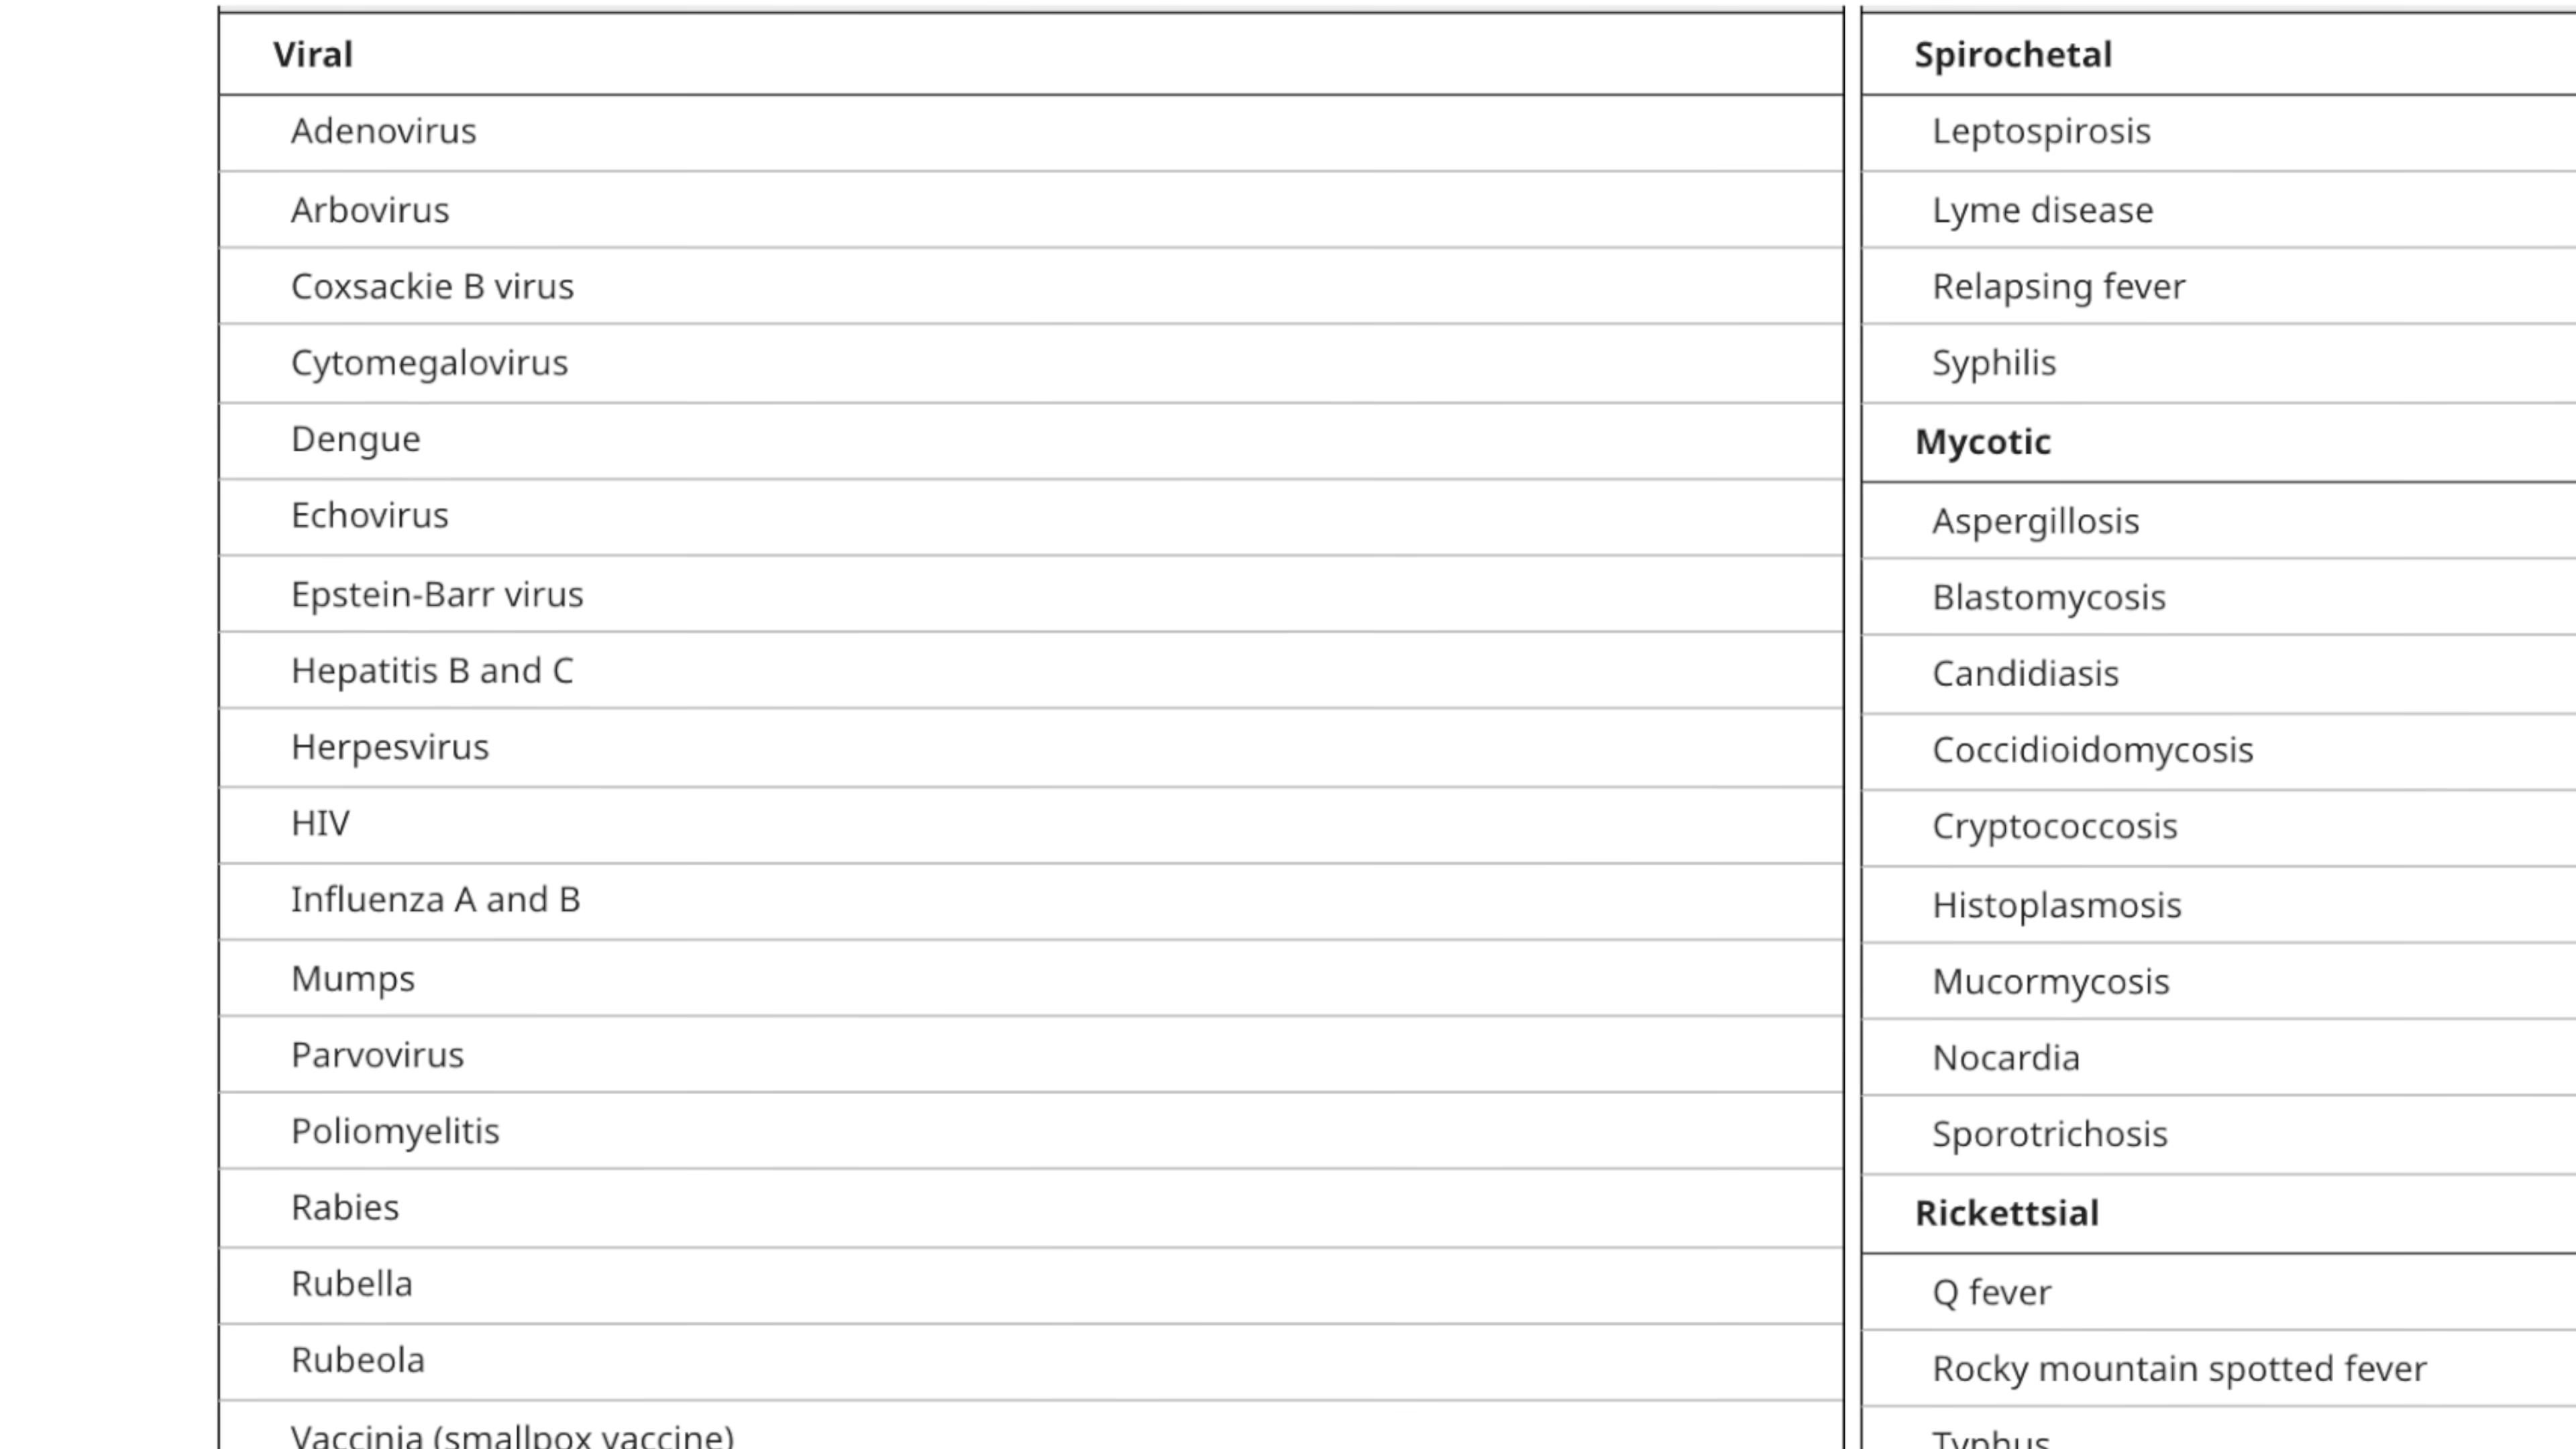 Viral
Adenovirus
Arbovirus
Coxsackie B virus
Cytomegalovirus
Dengue
Echovirus
Epstein-Barr virus
Hepatitis B and C
Herpesvirus
HIV
Influenza A and B
Mumps
Parvovirus
Poliomyelitis
Rabies
Rubella
Rubeola
Vaccinia (smallpox vaccine)
Spirochetal
Leptospirosis
Lyme disease
Relapsing fever
Syphilis
Mycotic
Aspergillosis
Blastomycosis
Candidiasis
Coccidioidomycosis
Cryptococcosis
Histoplasmosis
Mucormycosis
Nocardia
Sporotrichosis
Rickettsial
Q fever
Rocky mountain spotted fever
Typhus